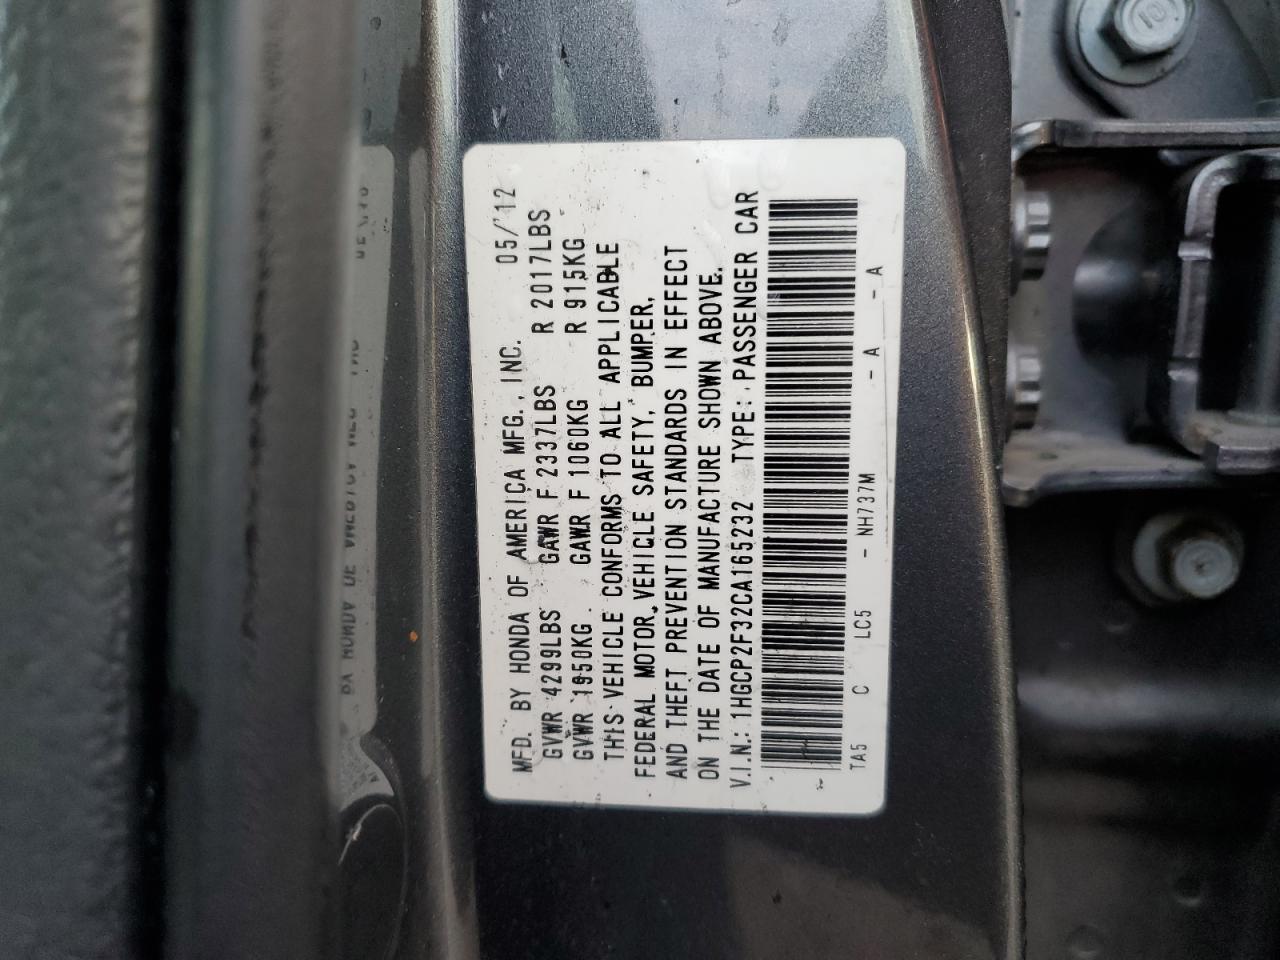 MFD. BY HONDA OF AMERICA MFG., INC. 05/'12
GVWR 4299LBS GAWR F 2337LBS R 2017LBS
GVWR 1950KG. GAWR F 1060KG R 915KG
THIS VEHICLE CONFORMS TO ALL APPLICABLE
FEDERAL MOTOR VEHICLE SAFETY, BUMPER,
AND THEFT PREVENTION STANDARDS IN EFFECT
ON THE DATE OF MANUFACTURE SHOWN ABOVE.
V.I.N.: 1HGCP2F32CA165232 TYPE: PASSENGER CAR
TA5 C LC5 - NH737M - A - A
10